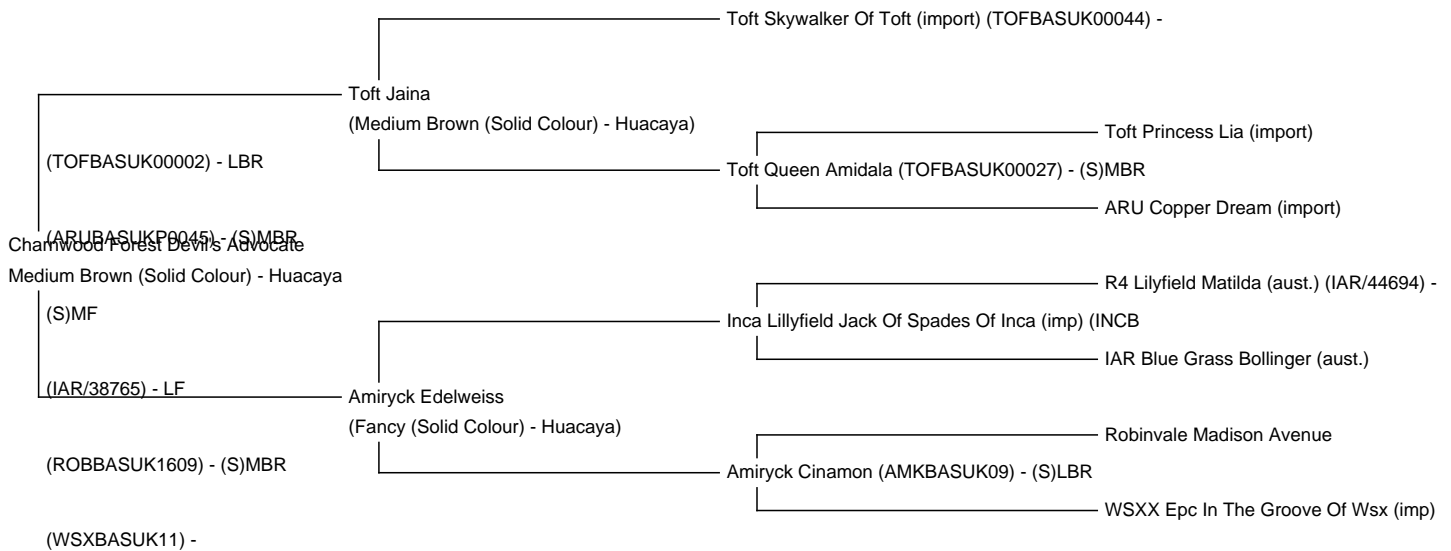 Toft Skywalker Of Toft (import) (TOFBASUK00044) -
Toft Jaina
(Medium Brown (Solid Colour) - Huacaya)
Toft Princess Lia (import)
(TOFBASUK00002) - LBR
Toft Queen Amidala (TOFBASUK00027) - (S)MBR
ARU Copper Dream (import)
(ARUBASUKP0045) - (S)MBR
Charnwood Forest Devil's Advocate
Medium Brown (Solid Colour) - Huacaya
R4 Lilyfield Matilda (aust.) (IAR/44694) -
(S)MF
Inca Lillyfield Jack Of Spades Of Inca (imp) (INCB
IAR Blue Grass Bollinger (aust.)
(IAR/38765) - LF
Amiryck Edelweiss
(Fancy (Solid Colour) - Huacaya)
Robinvale Madison Avenue
(ROBBASUK1609) - (S)MBR
Amiryck Cinamon (AMKBASUK09) - (S)LBR
WSXX Epc In The Groove Of Wsx (imp)
(WSXBASUK11) -